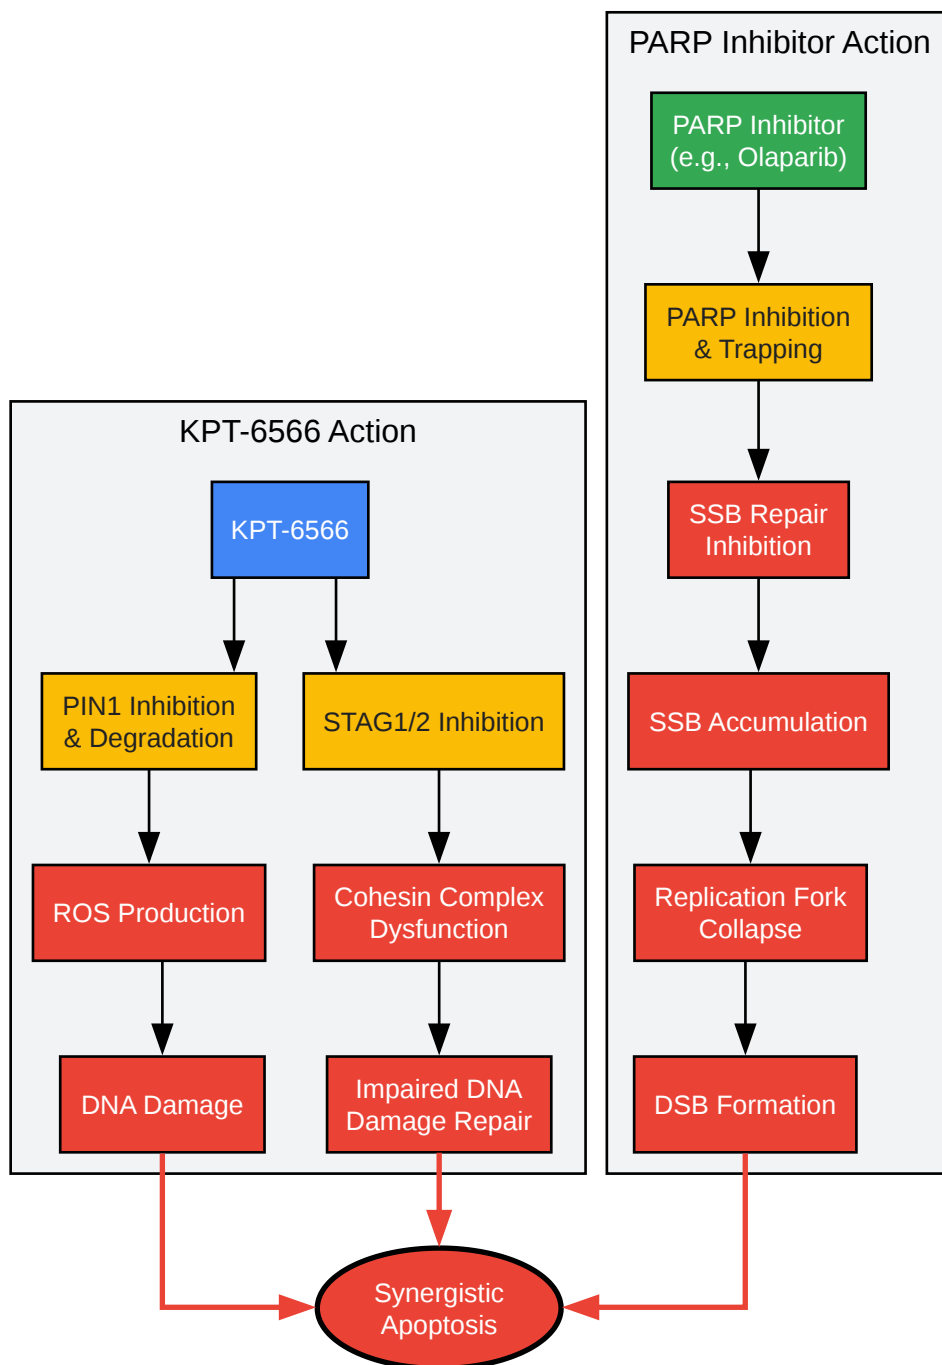 PARP Inhibitor Action
PARP Inhibitor
(e.g., Olaparib)
PARP Inhibition
& Trapping
SSB Repair
Inhibition
SSB Accumulation
Replication Fork
Collapse
DSB Formation
KPT-6566 Action
KPT-6566
PIN1 Inhibition
& Degradation
STAG1/2 Inhibition
ROS Production
Cohesin Complex
Dysfunction
DNA Damage
Impaired DNA
Damage Repair
Synergistic
Apoptosis